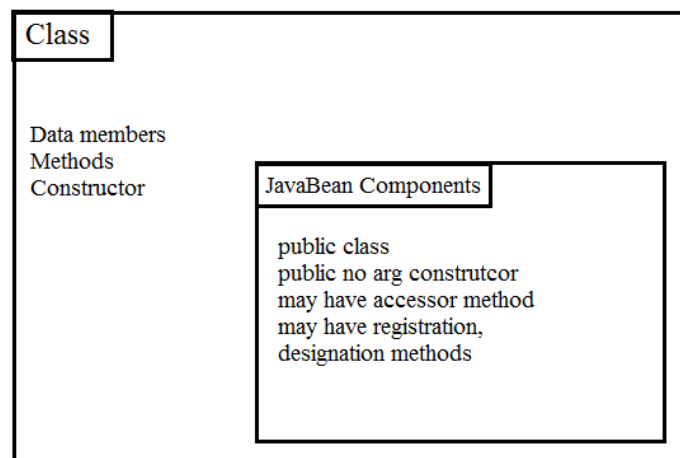 Class
Data members
Methods
Constructor
JavaBean Components
public class
public no arg construtcor
may have accessor method
may have registration,
designation methods